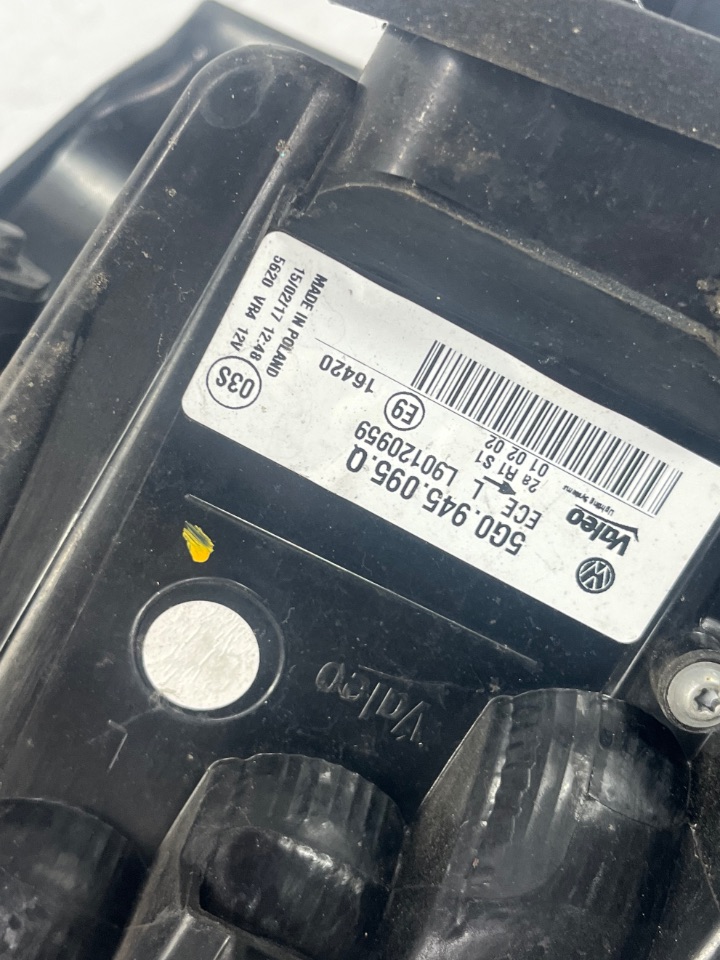 VW
Valeo
Lighting Systems
5G0.945.095.Q
ECE L L90120959
2a R1 S1
01 02 02
E9
16420
MADE IN POLAND
15/02/17 12:48
5620 VR4 12V
03S
Valeo